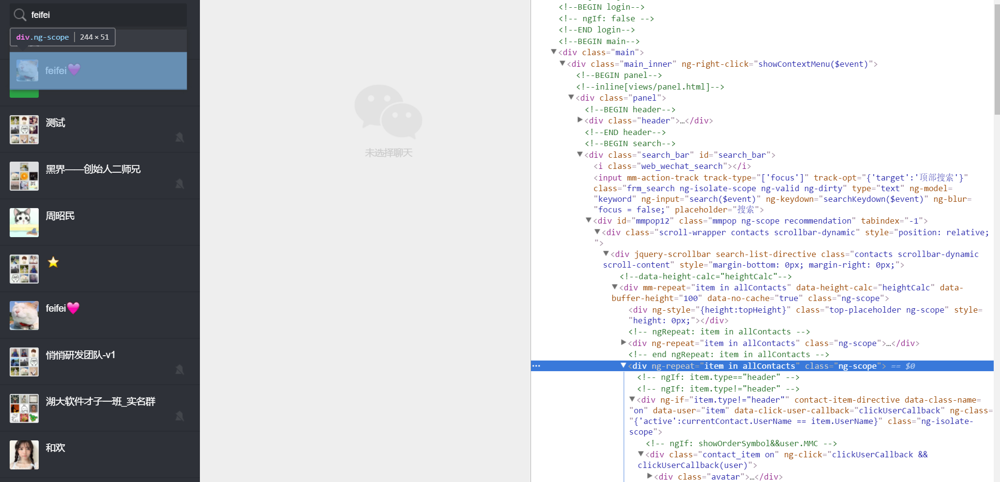 feifei
div.ng-scope 244 × 51
feifei💜
测试
黑界——创始人二师兄
周昭民
⭐
feifei💗
悄悄研发团队-v1
湖大软件才子一班_实名群
和欢
未选择聊天
<!--BEGIN login-->
<!-- ngIf: false -->
<!--END login-->
<!--BEGIN main-->
▼<div class="main">
▼<div class="main_inner" ng-right-click="showContextMenu($event)">
<!--BEGIN panel-->
<!--inline[views/panel.html]-->
▼<div class="panel">
<!--BEGIN header-->
▶<div class="header">…</div>
<!--END header-->
<!--BEGIN search-->
▼<div class="search_bar" id="search_bar">
<i class="web_wechat_search"></i>
<input mm-action-track track-type="['focus']" track-opt="{'target':'顶部搜索'}"
class="frm_search ng-isolate-scope ng-valid ng-dirty" type="text" ng-model=
"keyword" ng-input="search($event)" ng-keydown="searchKeydown($event)" ng-blur=
"focus = false;" placeholder="搜索">
▼<div id="mmpop12" class="mmpop ng-scope recommendation" tabindex="-1">
▼<div class="scroll-wrapper contacts scrollbar-dynamic" style="position: relative;
">
▼<div jquery-scrollbar search-list-directive class="contacts scrollbar-dynamic
scroll-content" style="margin-bottom: 0px; margin-right: 0px;">
<!--data-height-calc="heightCalc"-->
▼<div mm-repeat="item in allContacts" data-height-calc="heightCalc" data-
buffer-height="100" data-no-cache="true" class="ng-scope">
<div ng-style="{height:topHeight}" class="top-placeholder ng-scope" style=
"height: 0px;"></div>
<!-- ngRepeat: item in allContacts -->
▶<div ng-repeat="item in allContacts" class="ng-scope">…</div>
<!-- end ngRepeat: item in allContacts -->
▼<div ng-repeat="item in allContacts" class="ng-scope"> == $0
<!-- ngIf: item.type=="header" -->
<!-- ngIf: item.type!="header" -->
▼<div ng-if="item.type!="header"" contact-item-directive data-class-name=
"on" data-user="item" data-click-user-callback="clickUserCallback" ng-class=
"{'active':currentContact.UserName == item.UserName}" class="ng-isolate-
scope">
<!-- ngIf: showOrderSymbol&&user.MMC -->
▼<div class="contact_item on" ng-click="clickUserCallback &&
clickUserCallback(user)">
▶<div class="avatar">…</div>